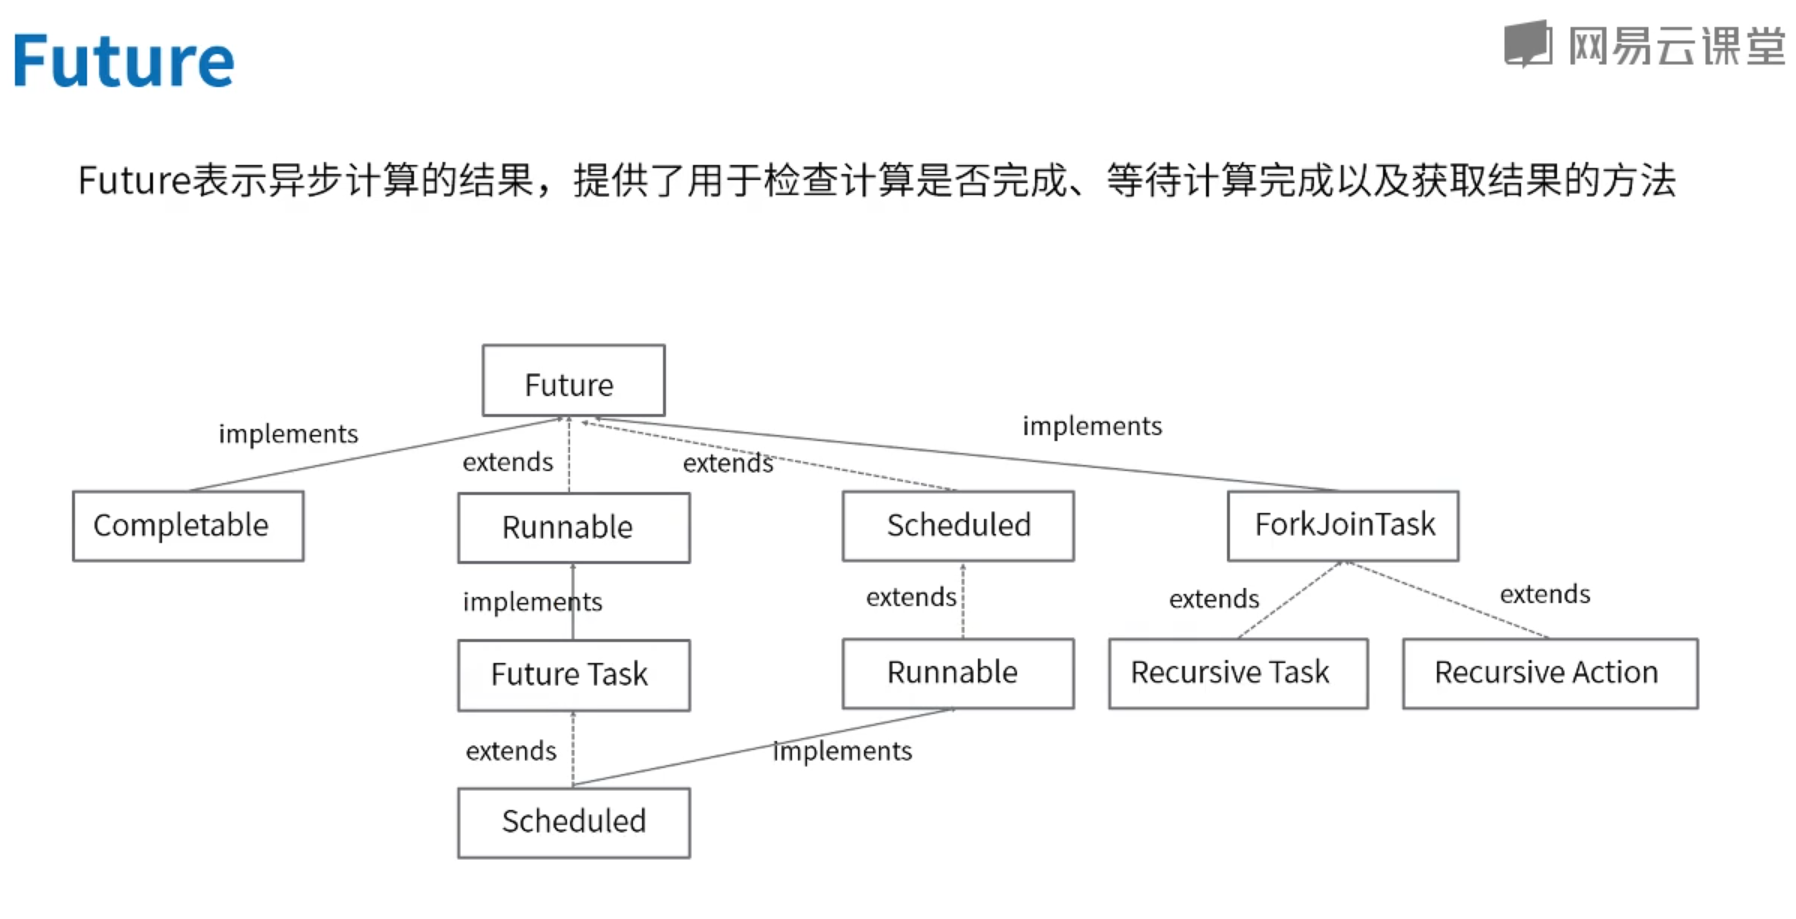 Future
网易云课堂
Future表示异步计算的结果，提供了用于检查计算是否完成、等待计算完成以及获取结果的方法
Future
implements
implements
extends
extends
Completable
Runnable
Scheduled
ForkJoinTask
implements
extends
extends
extends
Future Task
Runnable
Recursive Task
Recursive Action
extends
implements
Scheduled